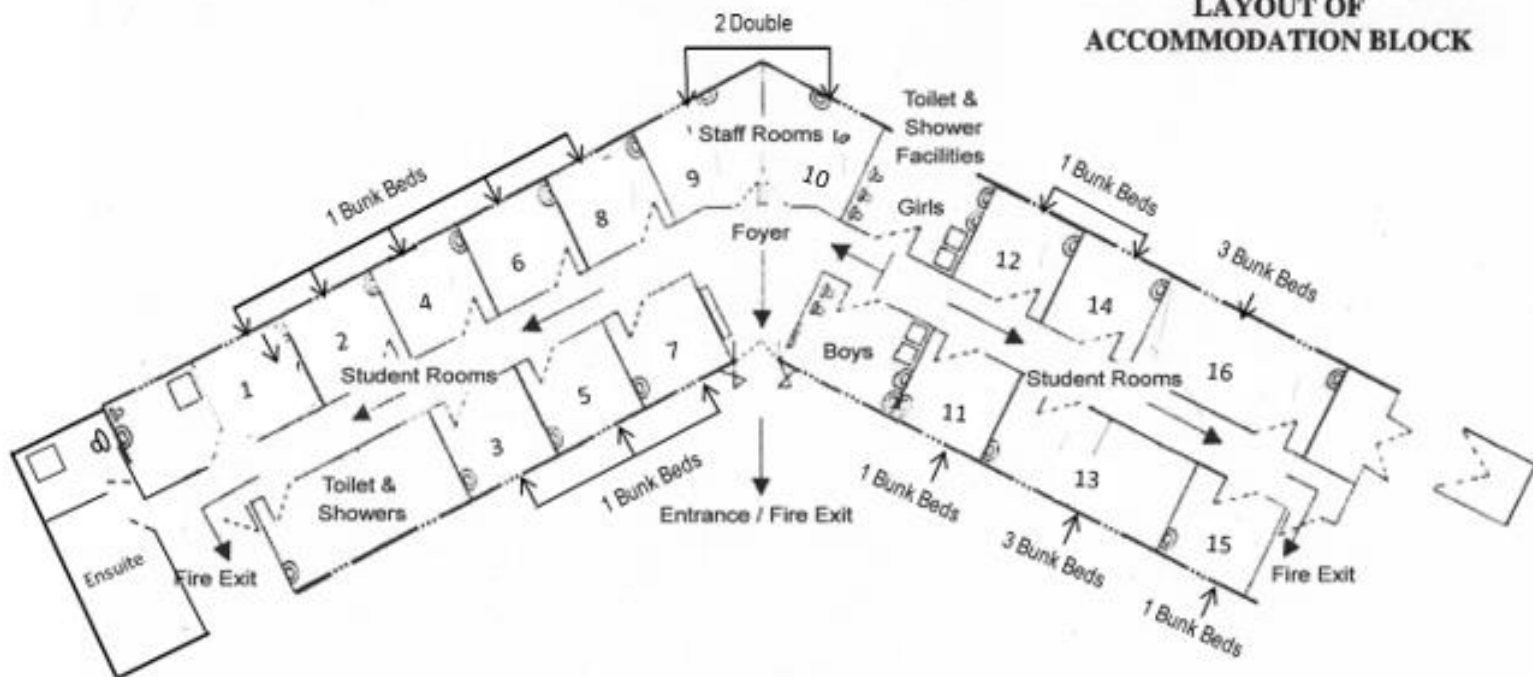 LAYOUT OF
ACCOMMODATION BLOCK
2 Double
Staff Rooms
9
10
Toilet &
Shower
Facilities
Girls
Foyer
1 Bunk Beds
8
6
4
2
1
Student Rooms
7
5
3
1 Bunk Beds
Toilet &
Showers
Ensuite
Fire Exit
Entrance / Fire Exit
Boys
12
14
16
1 Bunk Beds
3 Bunk Beds
Student Rooms
11
13
15
1 Bunk Beds
3 Bunk Beds
1 Bunk Beds
Fire Exit